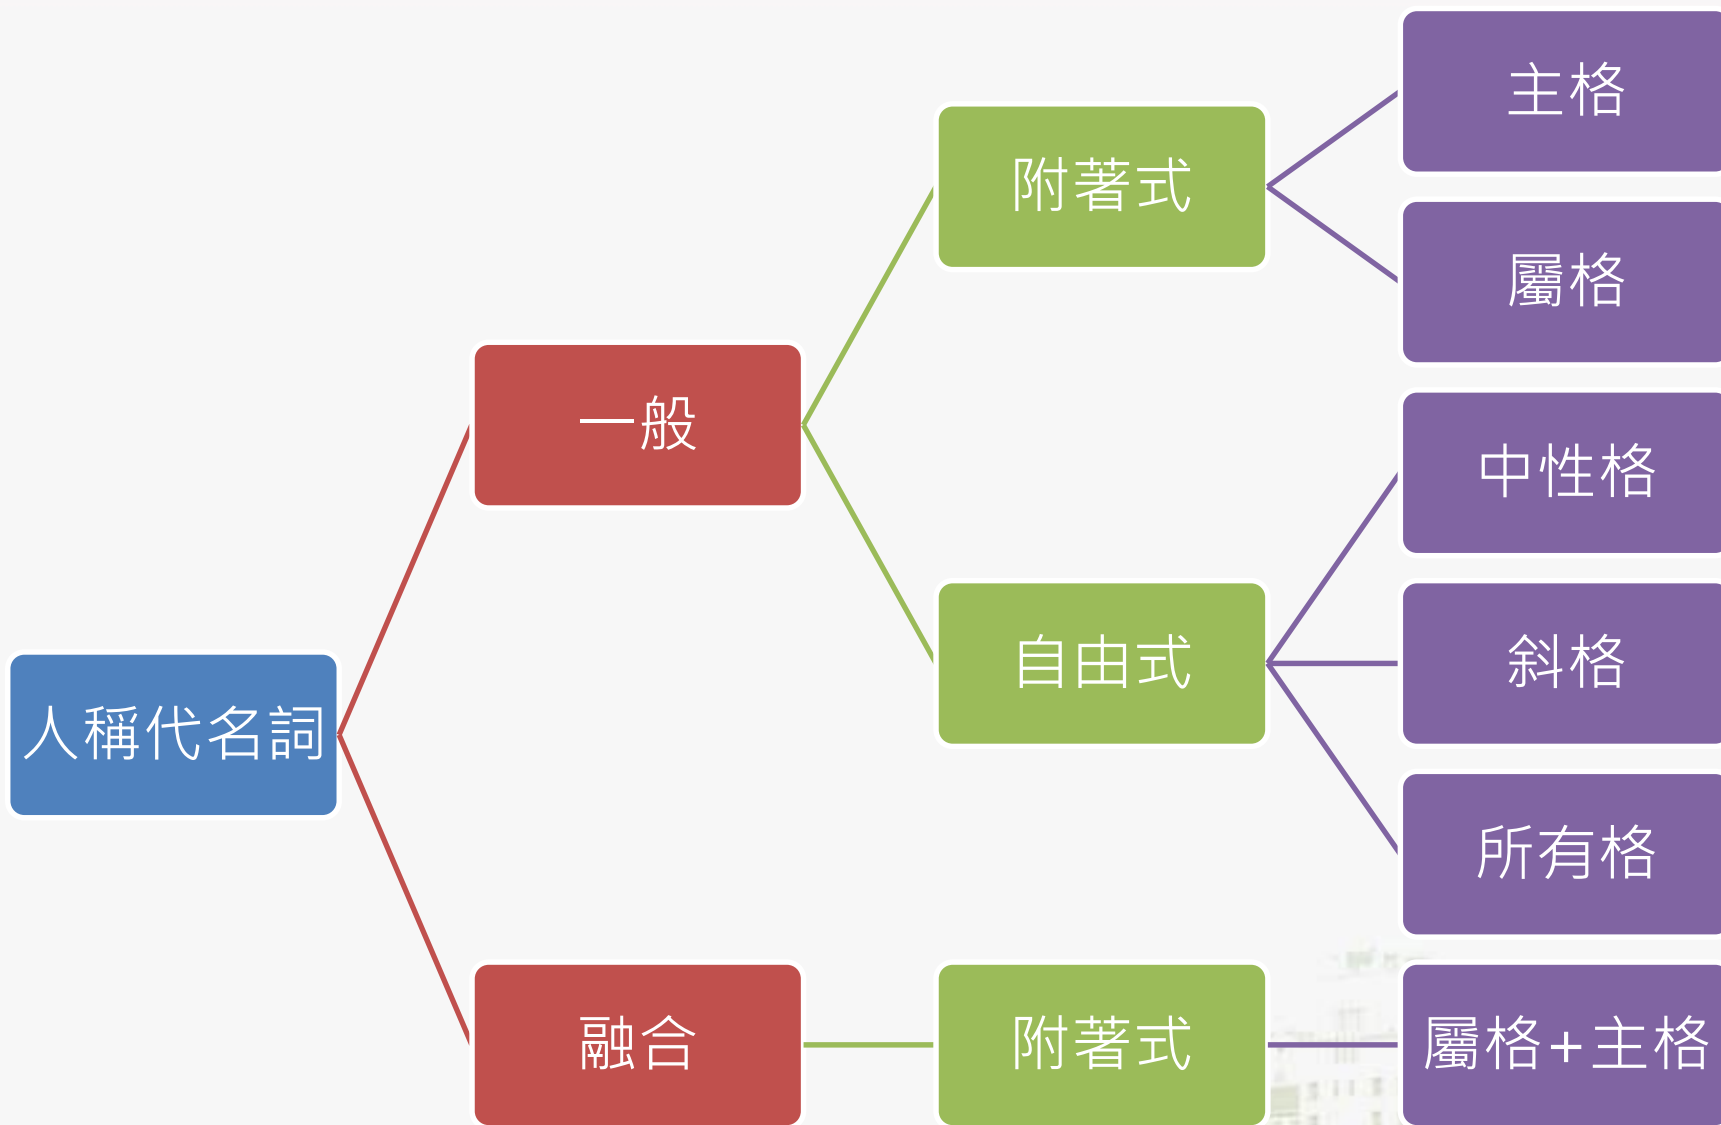 人稱代名詞
一般
附著式
主格
屬格
自由式
中性格
斜格
所有格
融合
附著式
屬格+主格